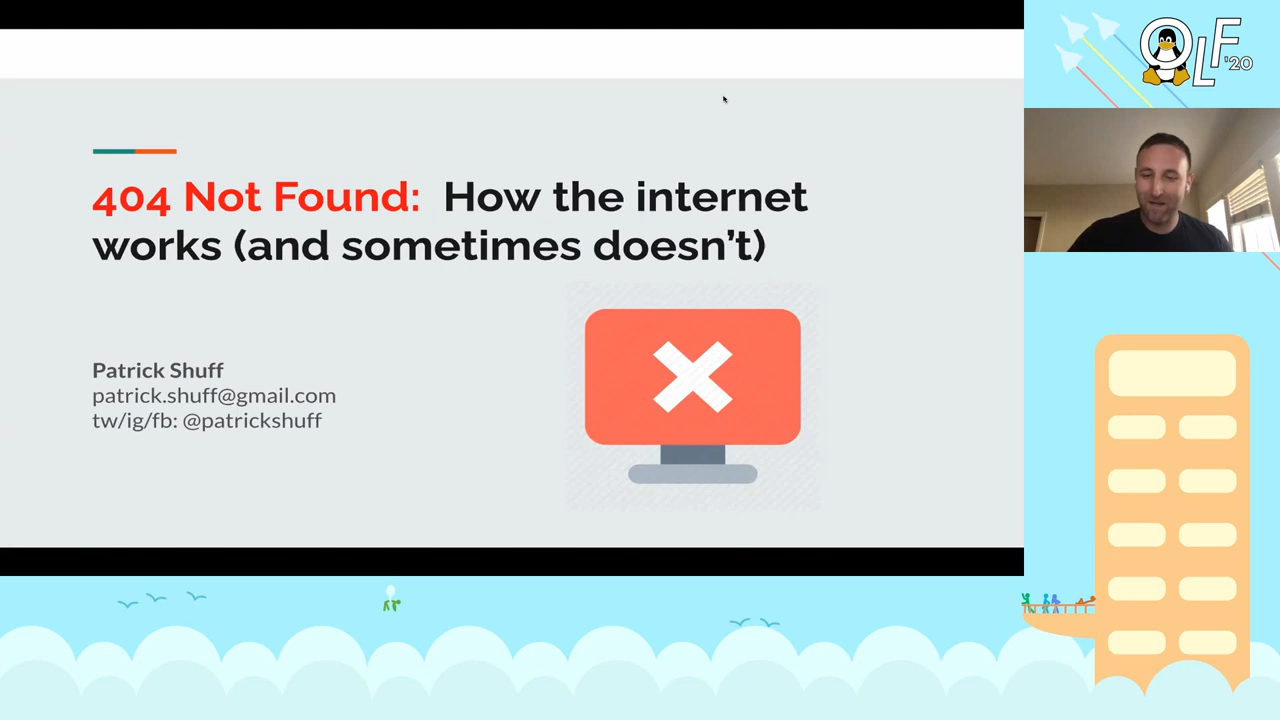 404 Not Found: How the internet
works (and sometimes doesn't)
Patrick Shuff
patrick.shuff@gmail.com
tw/ig/fb: @patrickshuff
OLF '20